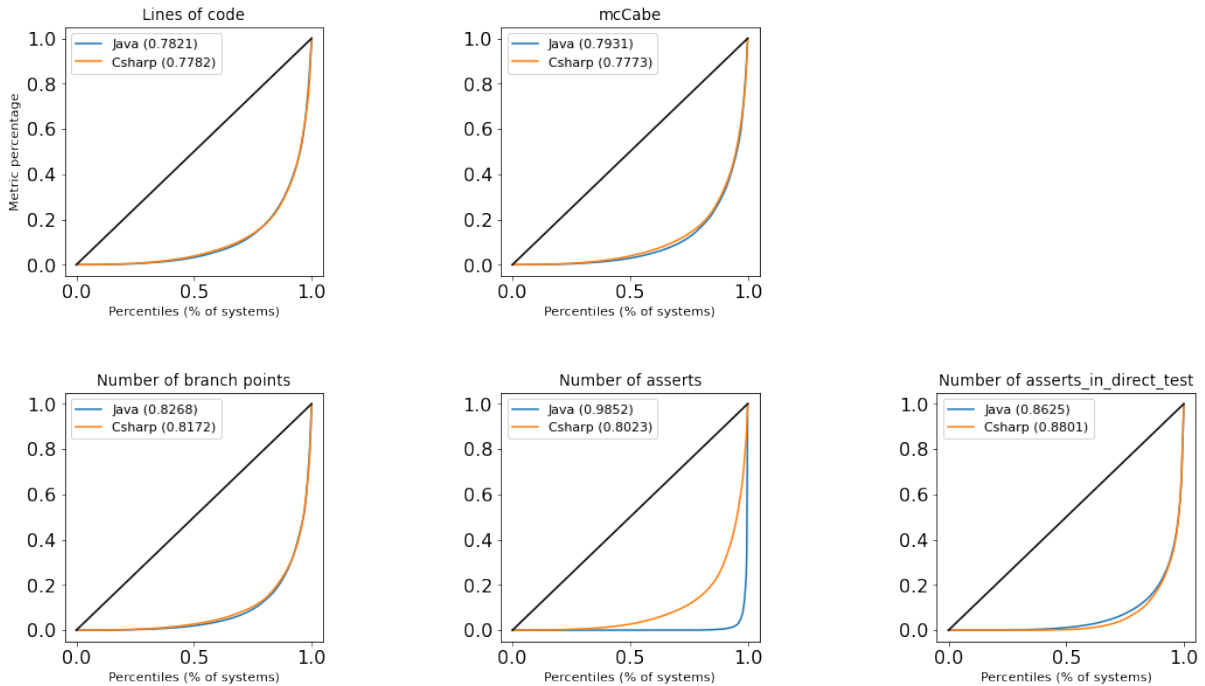 Lines of code
1.0
0.8
0.6
0.4
0.2
0.0
Metric percentage
Java (0.7821)
Csharp (0.7782)
0.0 0.5 1.0
Percentiles (% of systems)
mcCabe
1.0
0.8
0.6
0.4
0.2
0.0
Java (0.7931)
Csharp (0.7773)
0.0 0.5 1.0
Percentiles (% of systems)
Number of branch points
1.0
0.8
0.6
0.4
0.2
0.0
Java (0.8268)
Csharp (0.8172)
0.0 0.5 1.0
Percentiles (% of systems)
Number of asserts
1.0
0.8
0.6
0.4
0.2
0.0
Java (0.9852)
Csharp (0.8023)
0.0 0.5 1.0
Percentiles (% of systems)
Number of asserts_in_direct_test
1.0
0.8
0.6
0.4
0.2
0.0
Java (0.8625)
Csharp (0.8801)
0.0 0.5 1.0
Percentiles (% of systems)